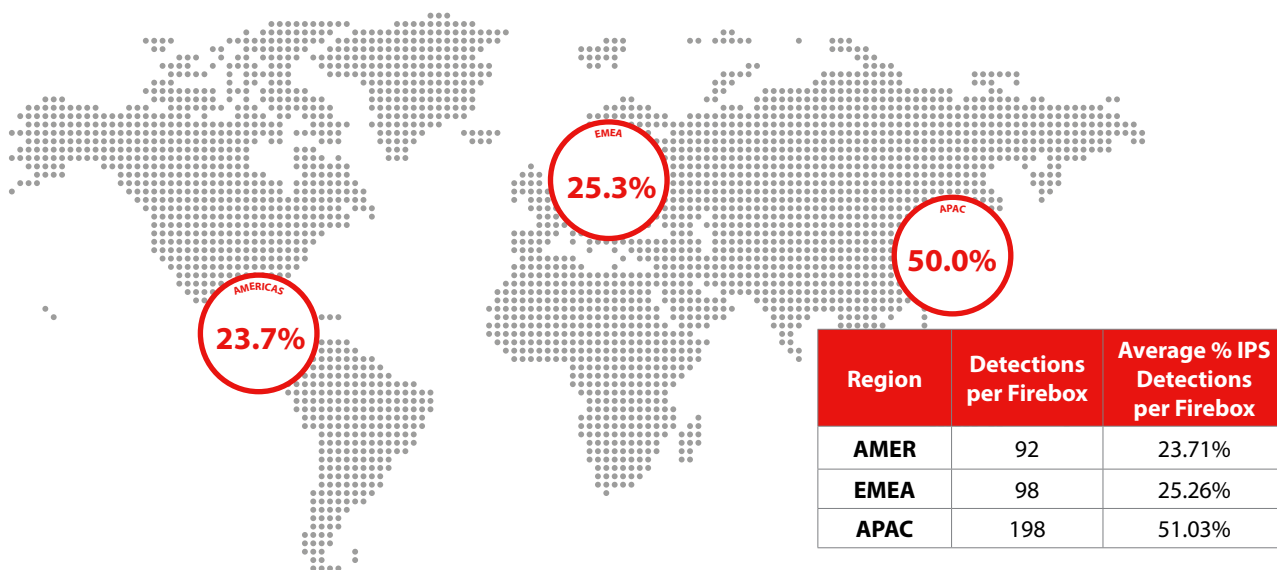 EMEA
25.3%
APAC
50.0%
AMERICAS
23.7%
Region
Detections
per Firebox
Average % IPS
Detections
per Firebox
AMER 92 23.71%
EMEA 98 25.26%
APAC 198 51.03%